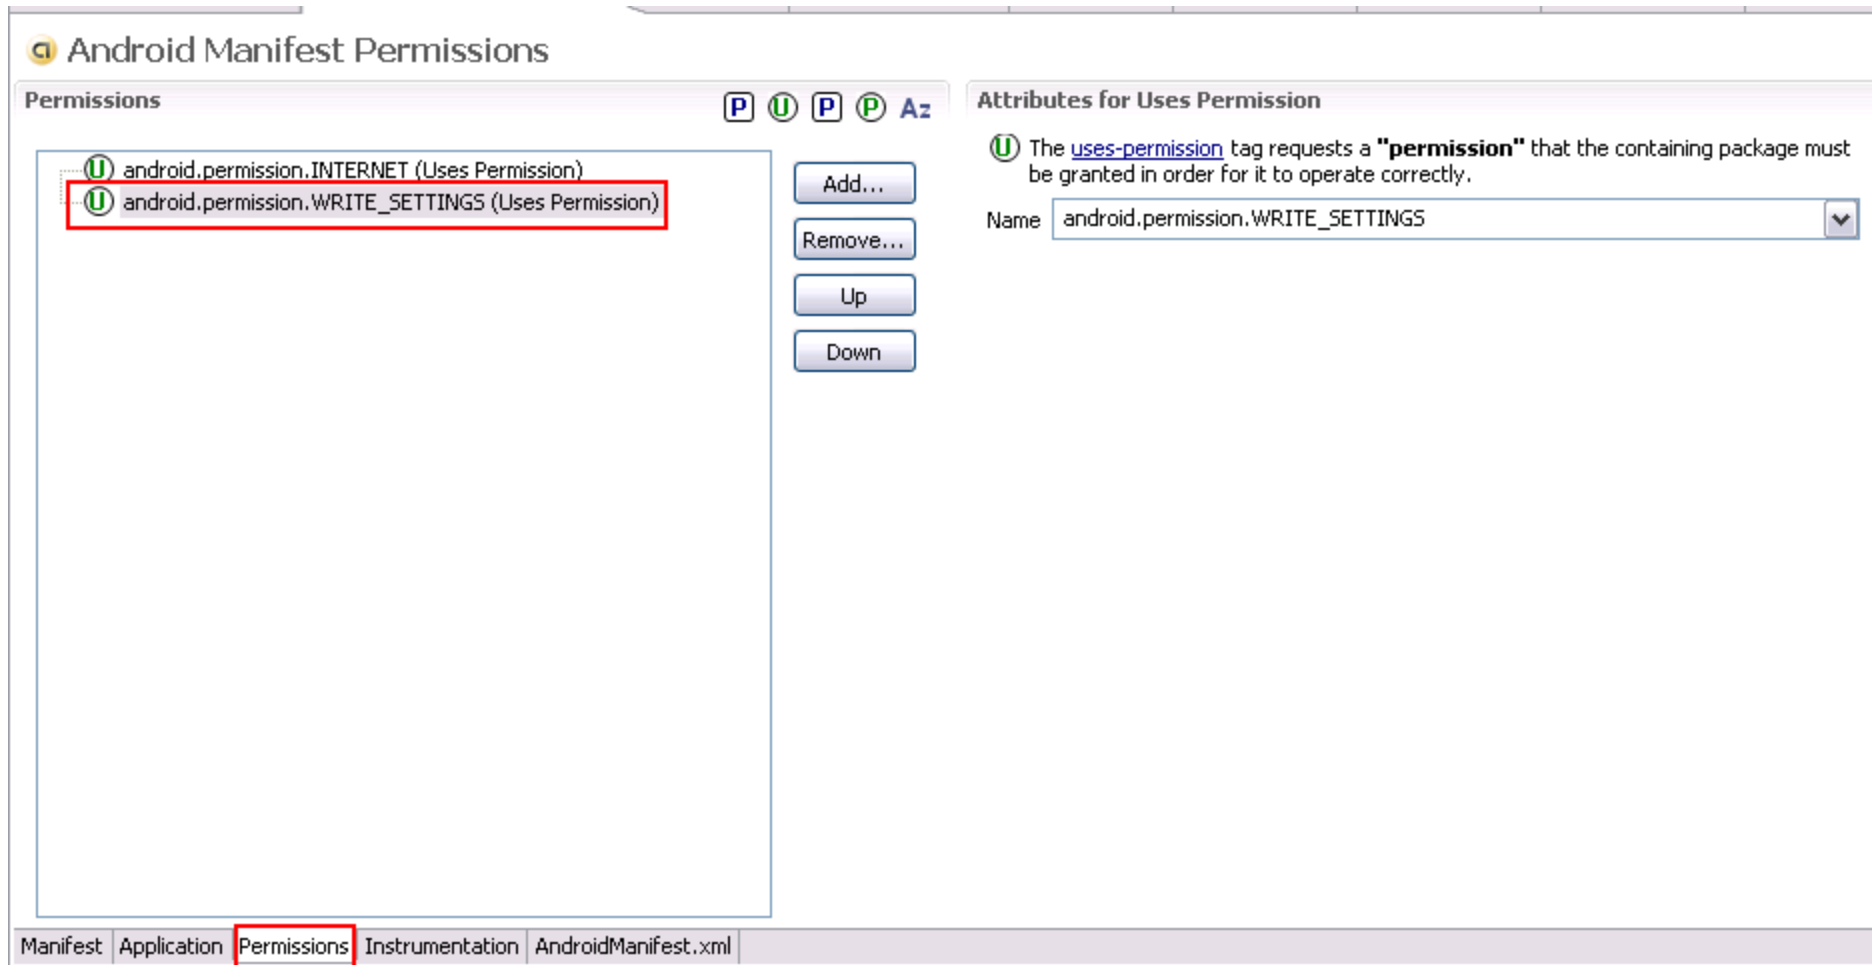 Android Manifest Permissions
Permissions
P U P P Az
android.permission.INTERNET (Uses Permission)
android.permission.WRITE_SETTINGS (Uses Permission)
Add...
Remove...
Up
Down
Attributes for Uses Permission
U The uses-permission tag requests a "permission" that the containing package must
be granted in order for it to operate correctly.
Name android.permission.WRITE_SETTINGS
Manifest Application Permissions Instrumentation AndroidManifest.xml